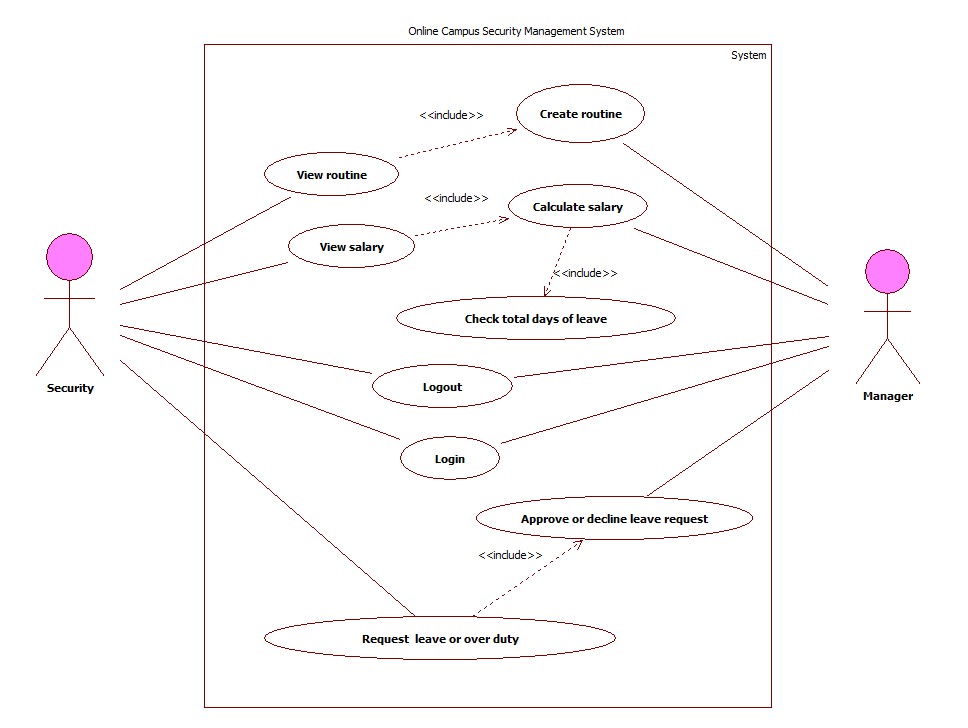 Online Campus Security Management System
System
<<include>>
Create routine
View routine
<<include>>
Calculate salary
View salary
<<include>>
Check total days of leave
Logout
Security
Manager
Login
Approve or decline leave request
<<include>>
Request leave or over duty